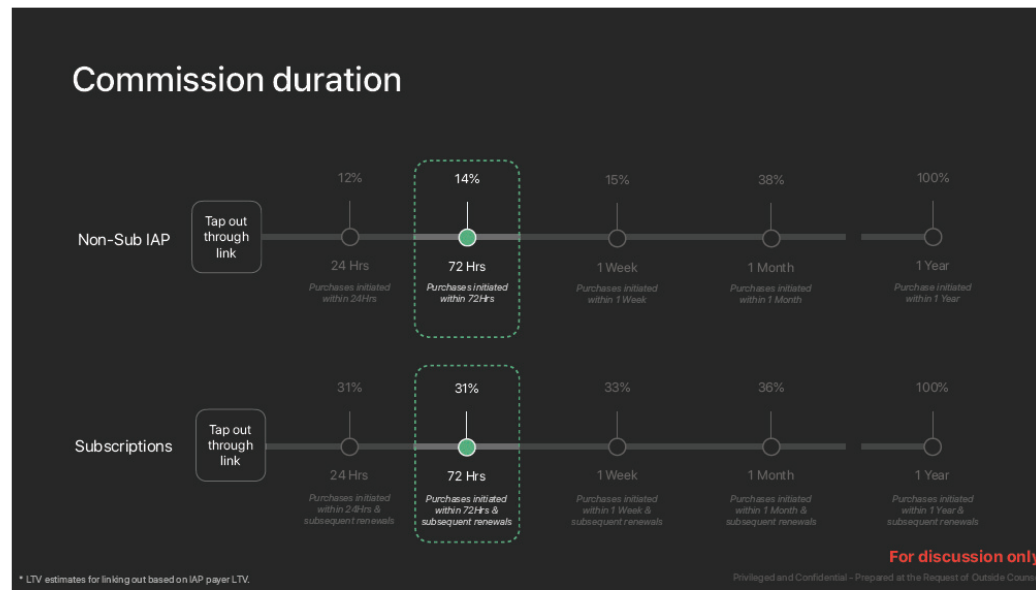 Commission duration
12%
14%
15%
38%
100%
Non-Sub IAP
Tap out
through
link
24 Hrs
72 Hrs
1 Week
1 Month
1 Year
Purchases initiated
within 24Hrs
Purchases initiated
within 72Hrs
Purchases initiated
within 1 Week
Purchases initiated
within 1 Month
Purchase initiated
within 1 Year
31%
31%
33%
36%
100%
Subscriptions
Tap out
through
link
24 Hrs
72 Hrs
1 Week
1 Month
1 Year
Purchases initiated
within 24Hrs &
subsequent renewals
Purchases initiated
within 72Hrs &
subsequent renewals
Purchases initiated
within 1 Week &
subsequent renewals
Purchases initiated
within 1 Month &
subsequent renewals
Purchases initiated
within 1 Year &
subsequent renewals
For discussion only
* LTV estimates for linking out based on IAP payer LTV.
Privileged and Confidential - Prepared at the Request of Outside